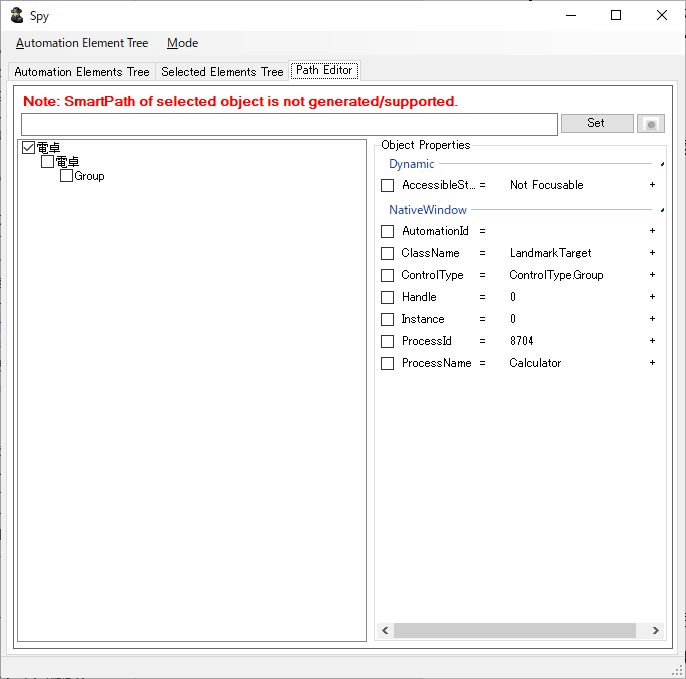 Spy
Automation Element Tree Mode
Automation Elements Tree Selected Elements Tree Path Editor
Note: SmartPath of selected object is not generated/supported.
Set
電卓
電卓
Group
Object Properties
Dynamic
AccessibleSt... = Not Focusable +
NativeWindow
AutomationId = +
ClassName = LandmarkTarget +
ControlType = ControlType.Group +
Handle = 0 +
Instance = 0 +
ProcessId = 8704 +
ProcessName = Calculator +